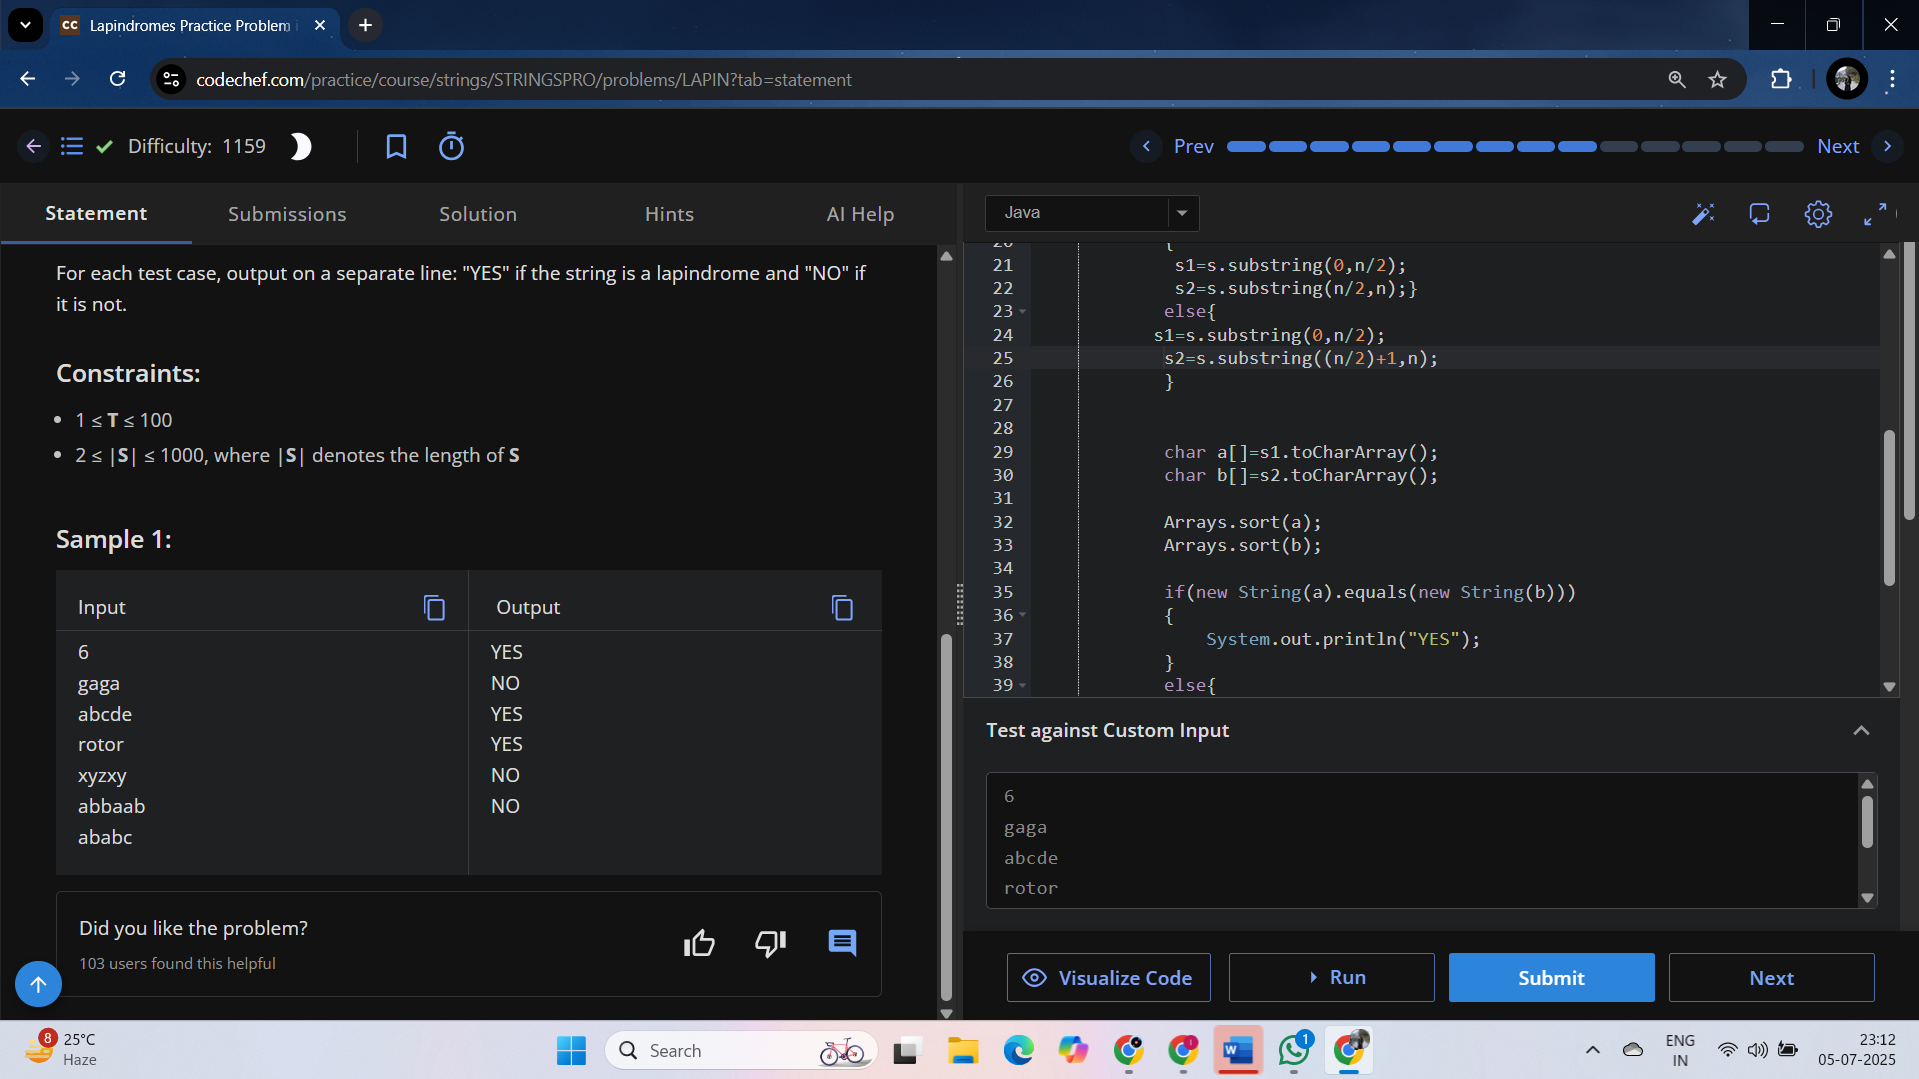 Lapindromes Practice Problem i
codechef.com/practice/course/strings/STRINGSPRO/problems/LAPIN?tab=statement
Difficulty: 1159
Prev
Next
Statement
Submissions
Solution
Hints
AI Help
For each test case, output on a separate line: "YES" if the string is a lapindrome and "NO" if
it is not.
Constraints:
• 1 ≤ T ≤ 100
• 2 ≤ |S| ≤ 1000, where |S| denotes the length of S
Sample 1:
Input
Output
6
gaga
abcde
rotor
xyzxy
abbaab
ababc
YES
NO
YES
YES
NO
NO
Did you like the problem?
103 users found this helpful
Java
20 {
21 s1=s.substring(0,n/2);
22 s2=s.substring(n/2,n);}
23 else{
24 s1=s.substring(0,n/2);
25 s2=s.substring((n/2)+1,n);
26 }
27
28
29 char a[]=s1.toCharArray();
30 char b[]=s2.toCharArray();
31
32 Arrays.sort(a);
33 Arrays.sort(b);
34
35 if(new String(a).equals(new String(b)))
36 {
37 System.out.println("YES");
38 }
39 else{
Test against Custom Input
6
gaga
abcde
rotor
Visualize Code
Run
Submit
Next
8
25°C
Haze
Search
W
1
ENG
IN
23:12
05-07-2025